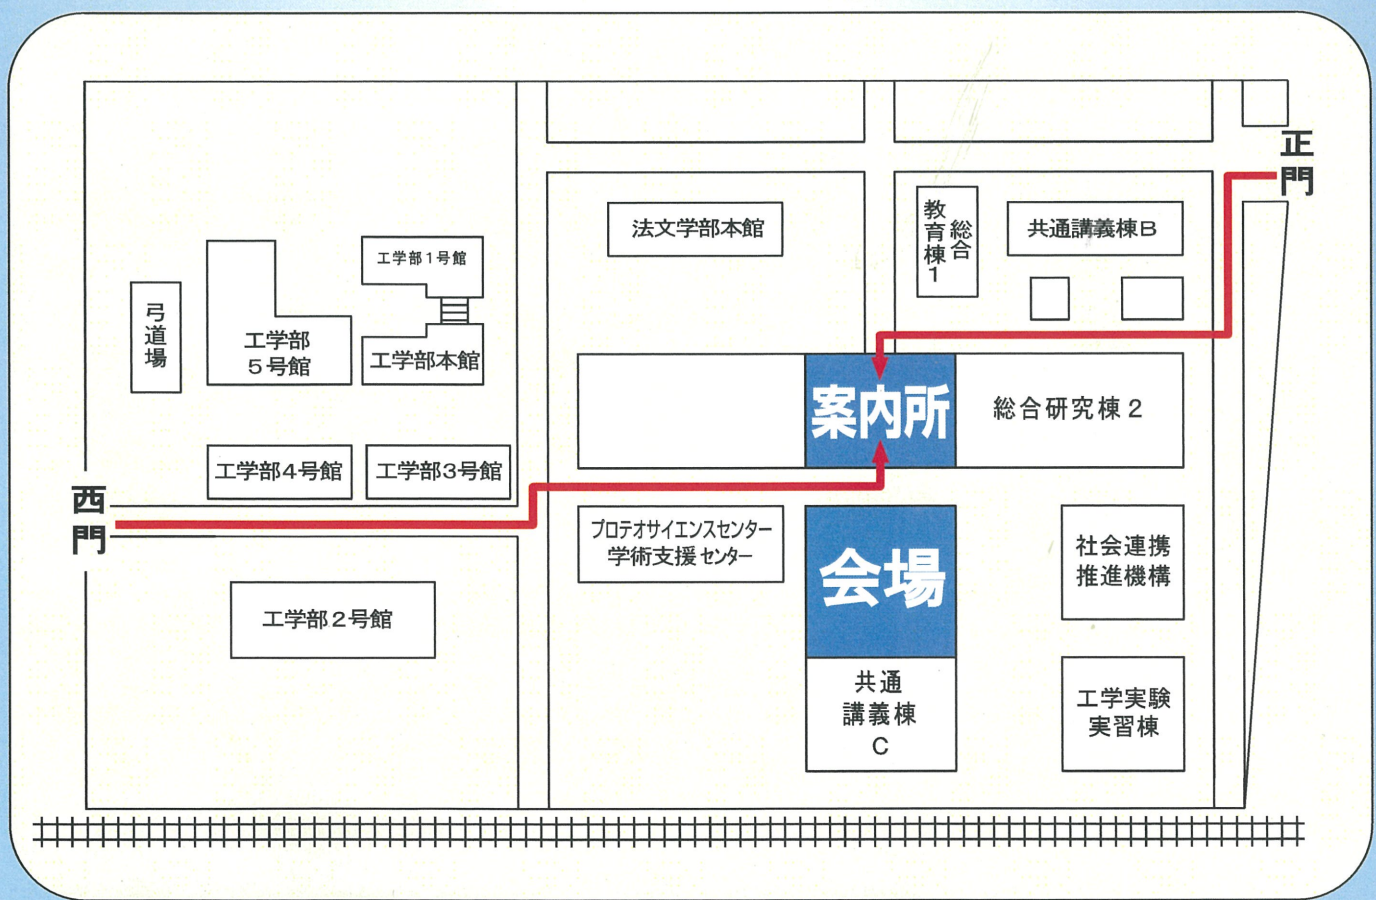 正門
法文学部本館
総合
教育棟1
共通講義棟B
工学部1号館
弓道場
工学部
5号館
工学部本館
案内所
総合研究棟2
工学部4号館
工学部3号館
西門
プロテオサイエンスセンター
学術支援センター
会場
社会連携
推進機構
工学部2号館
共通
講義棟
C
工学実験
実習棟